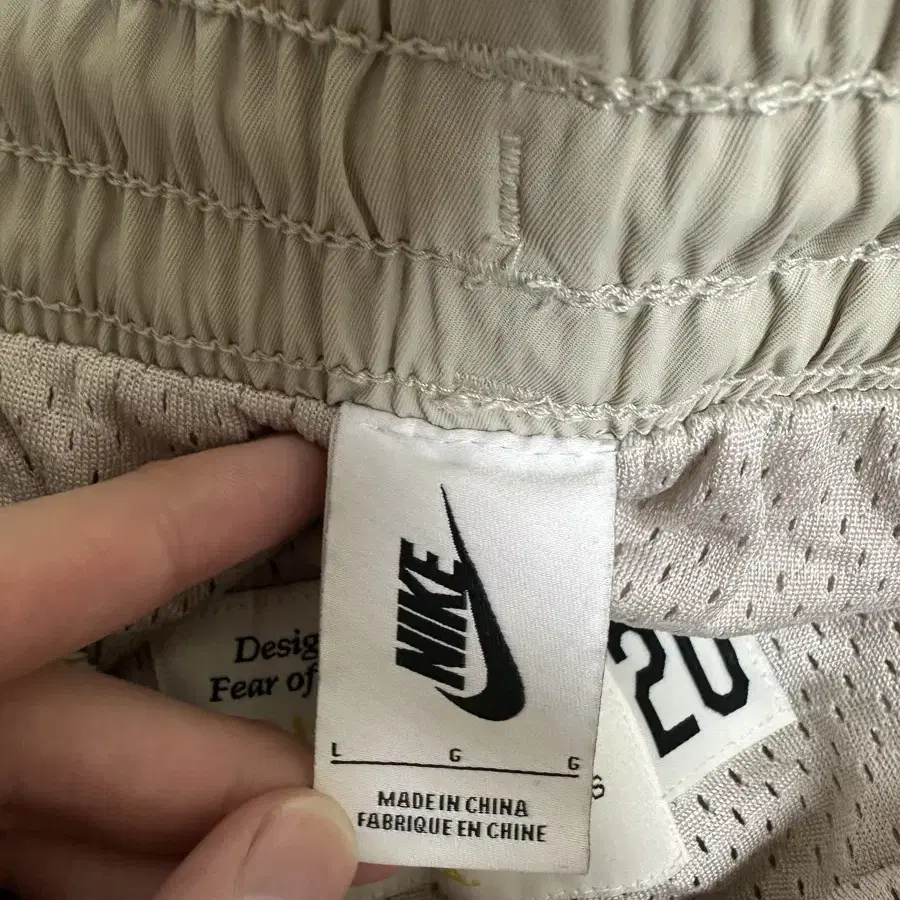 NIKE
L G G
MADE IN CHINA
FABRIQUE EN CHINE
Desig
Fear of
20
S